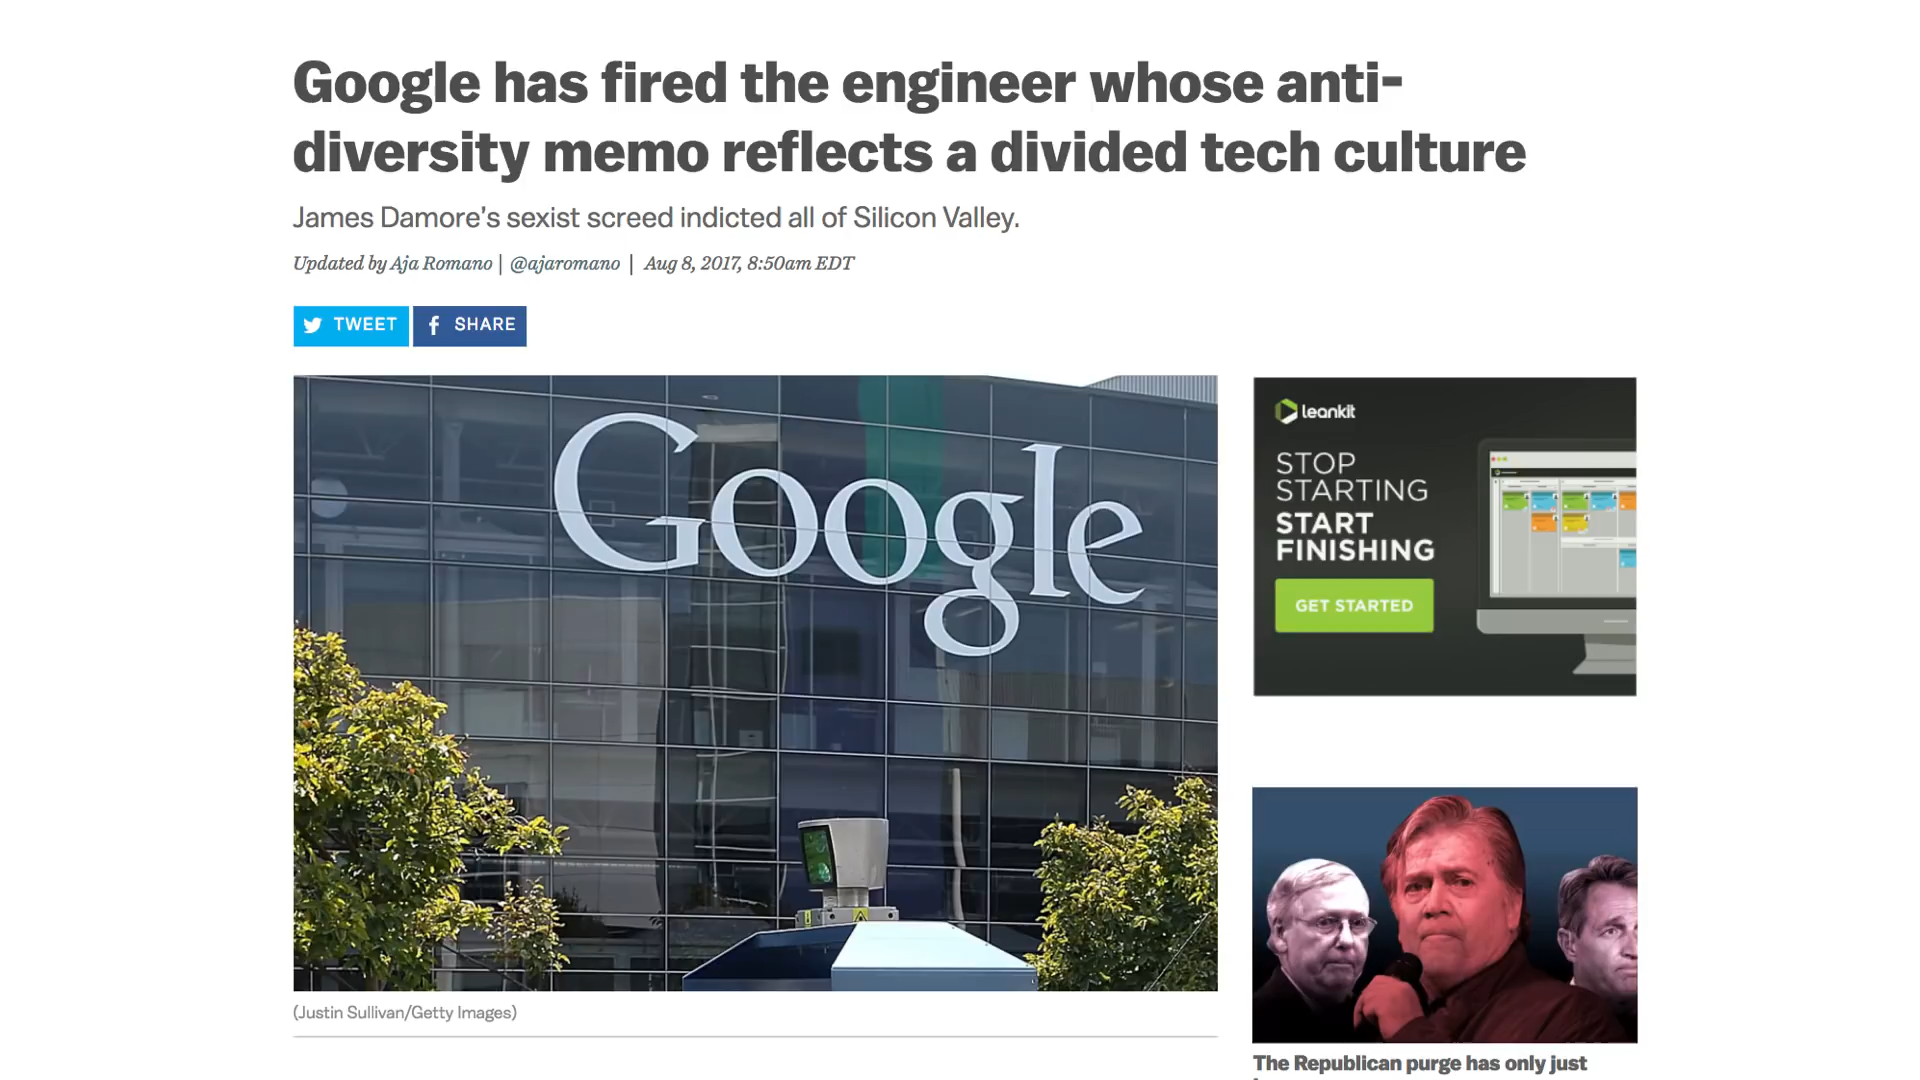 Google has fired the engineer whose anti-
diversity memo reflects a divided tech culture
James Damore’s sexist screed indicted all of Silicon Valley.
Updated by Aja Romano | @ajaromano | Aug 8, 2017, 8:50am EDT
TWEET
SHARE
Google
(Justin Sullivan/Getty Images)
leankit
STOP
STARTING
START
FINISHING
GET STARTED
The Republican purge has only just